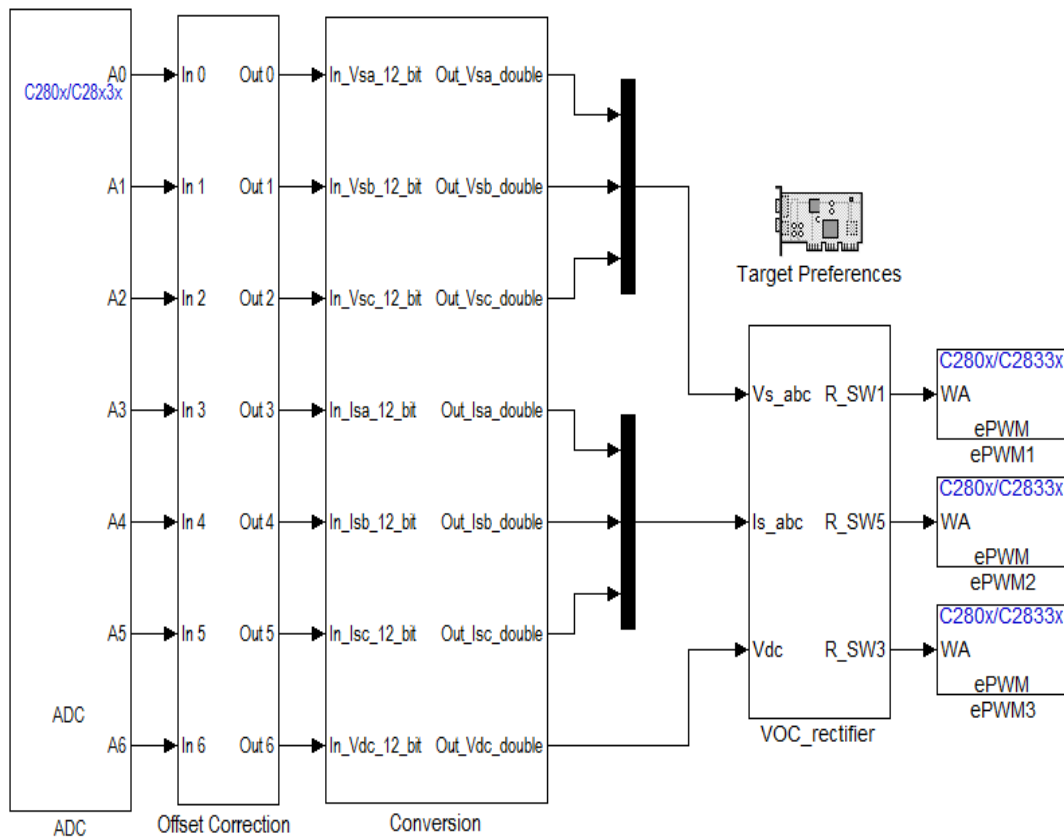 A0 In 0 Out 0 In_Vsa_12_bit Out_Vsa_double
C280x/C28x3x
A1 In 1 Out 1 In_Vsb_12_bit Out_Vsb_double
Target Preferences
A2 In 2 Out 2 In_Vsc_12_bit Out_Vsc_double
C280x/C2833x
Vs_abc R_SW1 WA
A3 In 3 Out 3 In_Isa_12_bit Out_Isa_double
ePWM
ePWM1
C280x/C2833x
A4 In 4 Out 4 In_Isb_12_bit Out_Isb_double Is_abc R_SW5 WA
ePWM
ePWM2
C280x/C2833x
A5 In 5 Out 5 In_Isc_12_bit Out_Isc_double
Vdc R_SW3 WA
ePWM
ePWM3
ADC
VOC_rectifier
A6 In 6 Out 6 In_Vdc_12_bit Out_Vdc_double
ADC Offset Correction Conversion